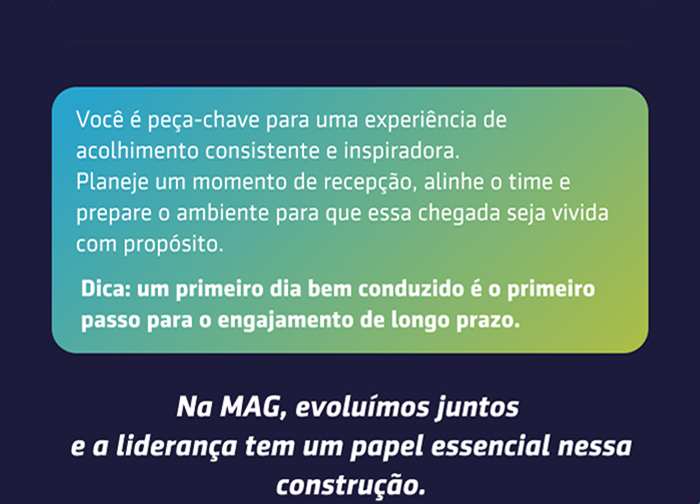 Você é peça-chave para uma experiência de
acolhimento consistente e inspiradora.
Planeje um momento de recepção, alinhe o time e
prepare o ambiente para que essa chegada seja vivida
com propósito.
Dica: um primeiro dia bem conduzido é o primeiro
passo para o engajamento de longo prazo.
Na MAG, evoluímos juntos
e a liderança tem um papel essencial nessa
construção.